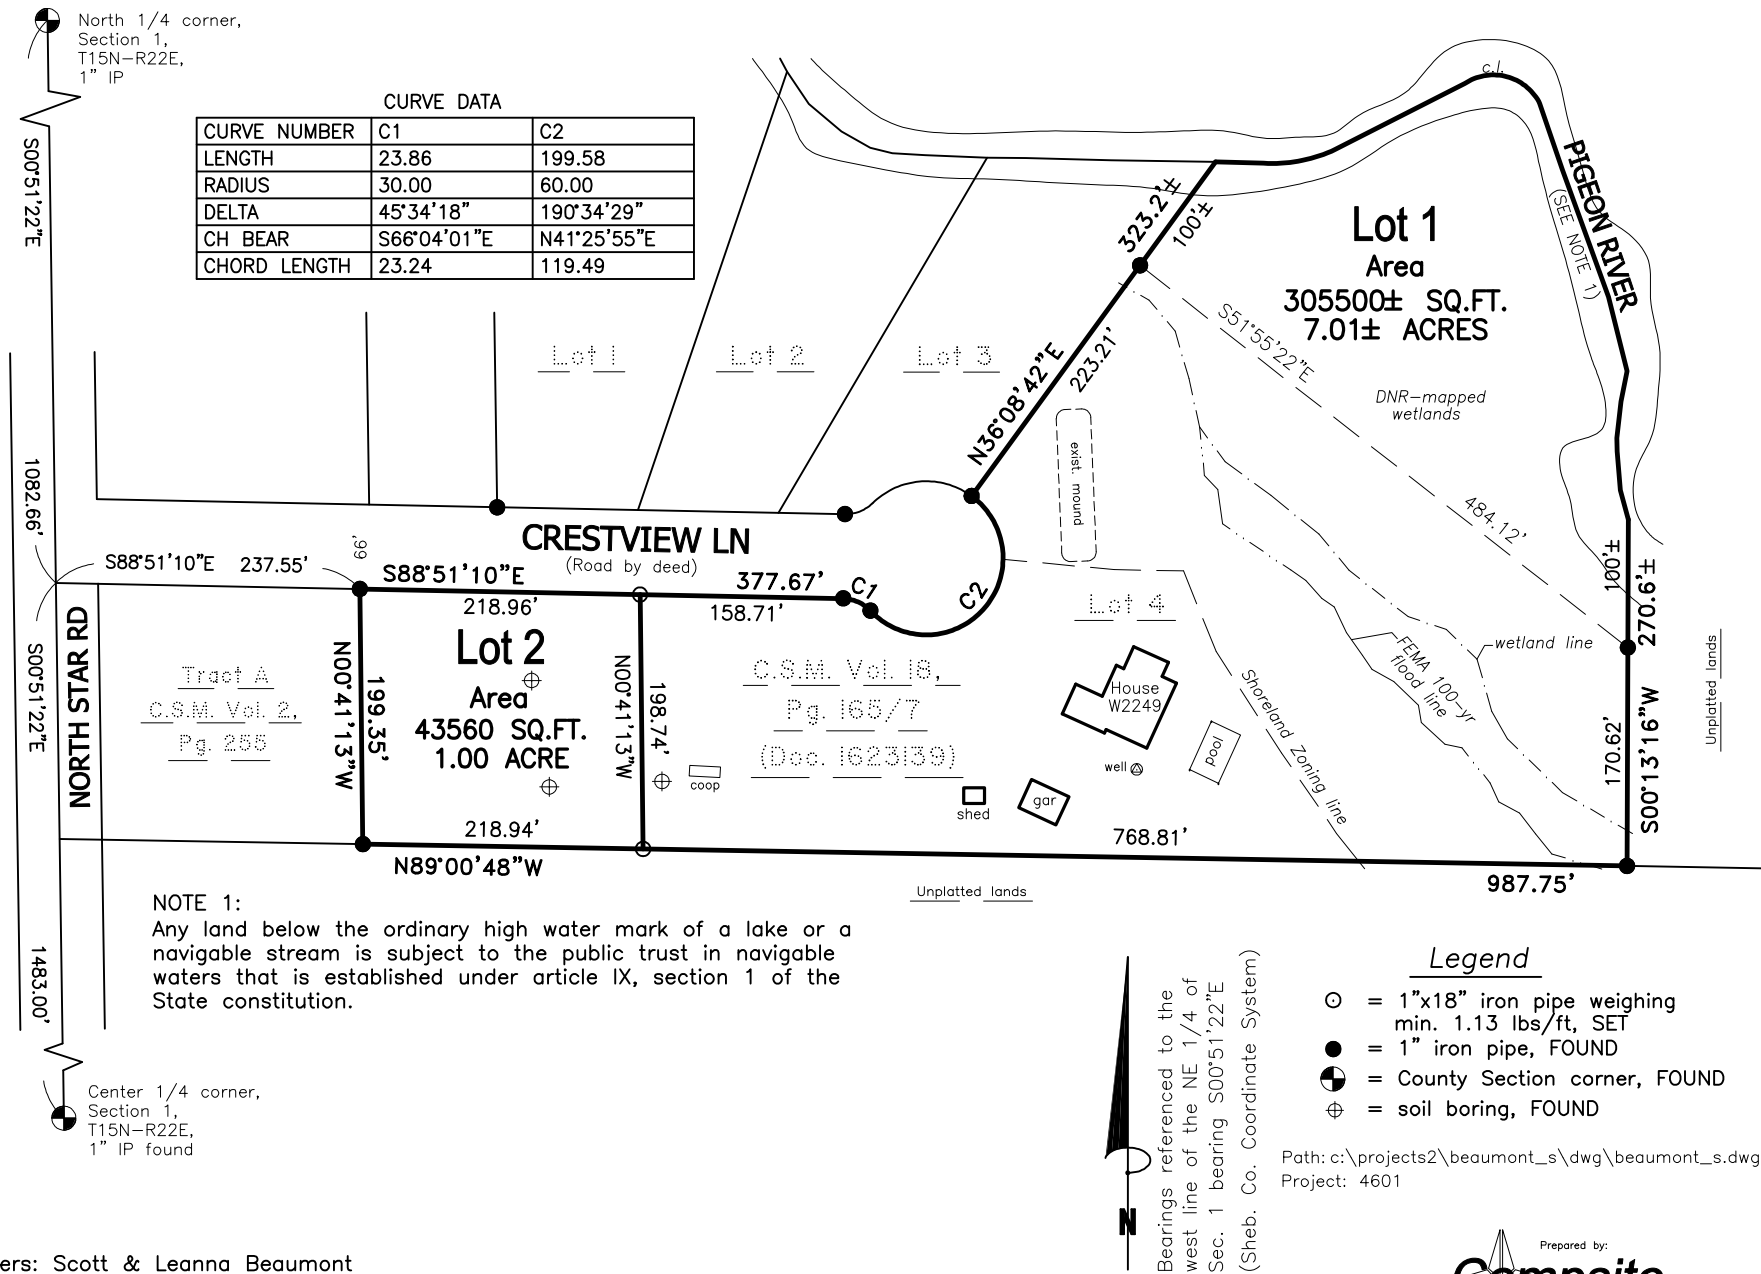 North 1/4 corner,
Section 1,
T15N-R22E,
1" IP
S00°51'22"E
CURVE DATA
CURVE NUMBER C1 C2
LENGTH 23.86 199.58
RADIUS 30.00 60.00
DELTA 45°34'18" 190°34'29"
CH BEAR S66°04'01"E N41°25'55"E
CHORD LENGTH 23.24 119.49
c.l.
PIGEON RIVER
(SEE NOTE 1)
323.2'±
100'±
Lot 1
Area
305500± SQ.FT.
7.01± ACRES
S51°55'22"E
484.12'
DNR-mapped
wetlands
Lot 1
Lot 2
Lot 3
N36°08'42"E
223.21'
exist. mound
1082.66'
66'
CRESTVIEW LN
(Road by deed)
S88°51'10"E 237.55'
S88°51'10"E
377.67'
218.96'
158.71'
C1
C2
Lot 4
100'±
270.6'±
wetland line
FEMA 100-yr
flood line
Unplatted lands
S00°51'22"E
NORTH STAR RD
Tract A
C.S.M. Vol. 2,
Pg. 255
N00°41'13"W
199.35'
Lot 2
Area
43560 SQ.FT.
1.00 ACRE
N00°41'13"W
198.74'
C.S.M. Vol. 18,
Pg. 165/7
(Doc. 1623139)
coop
House
W2249
well
pool
shed
gar
Shoreland Zoning line
170.62'
S00°13'16"W
218.94'
768.81'
N89°00'48"W
987.75'
Unplatted lands
NOTE 1:
Any land below the ordinary high water mark of a lake or a
navigable stream is subject to the public trust in navigable
waters that is established under article IX, section 1 of the
State constitution.
1483.00'
Center 1/4 corner,
Section 1,
T15N-R22E,
1" IP found
N
Bearings referenced to the
west line of the NE 1/4 of
Sec. 1 bearing S00°51'22"E
(Sheb. Co. Coordinate System)
Legend
= 1"x18" iron pipe weighing
min. 1.13 lbs/ft, SET
= 1" iron pipe, FOUND
= County Section corner, FOUND
= soil boring, FOUND
Path: c:\projects2\beaumont_s\dwg\beaumont_s.dwg
Project: 4601
ers: Scott & Leanna Beaumont
Prepared by: